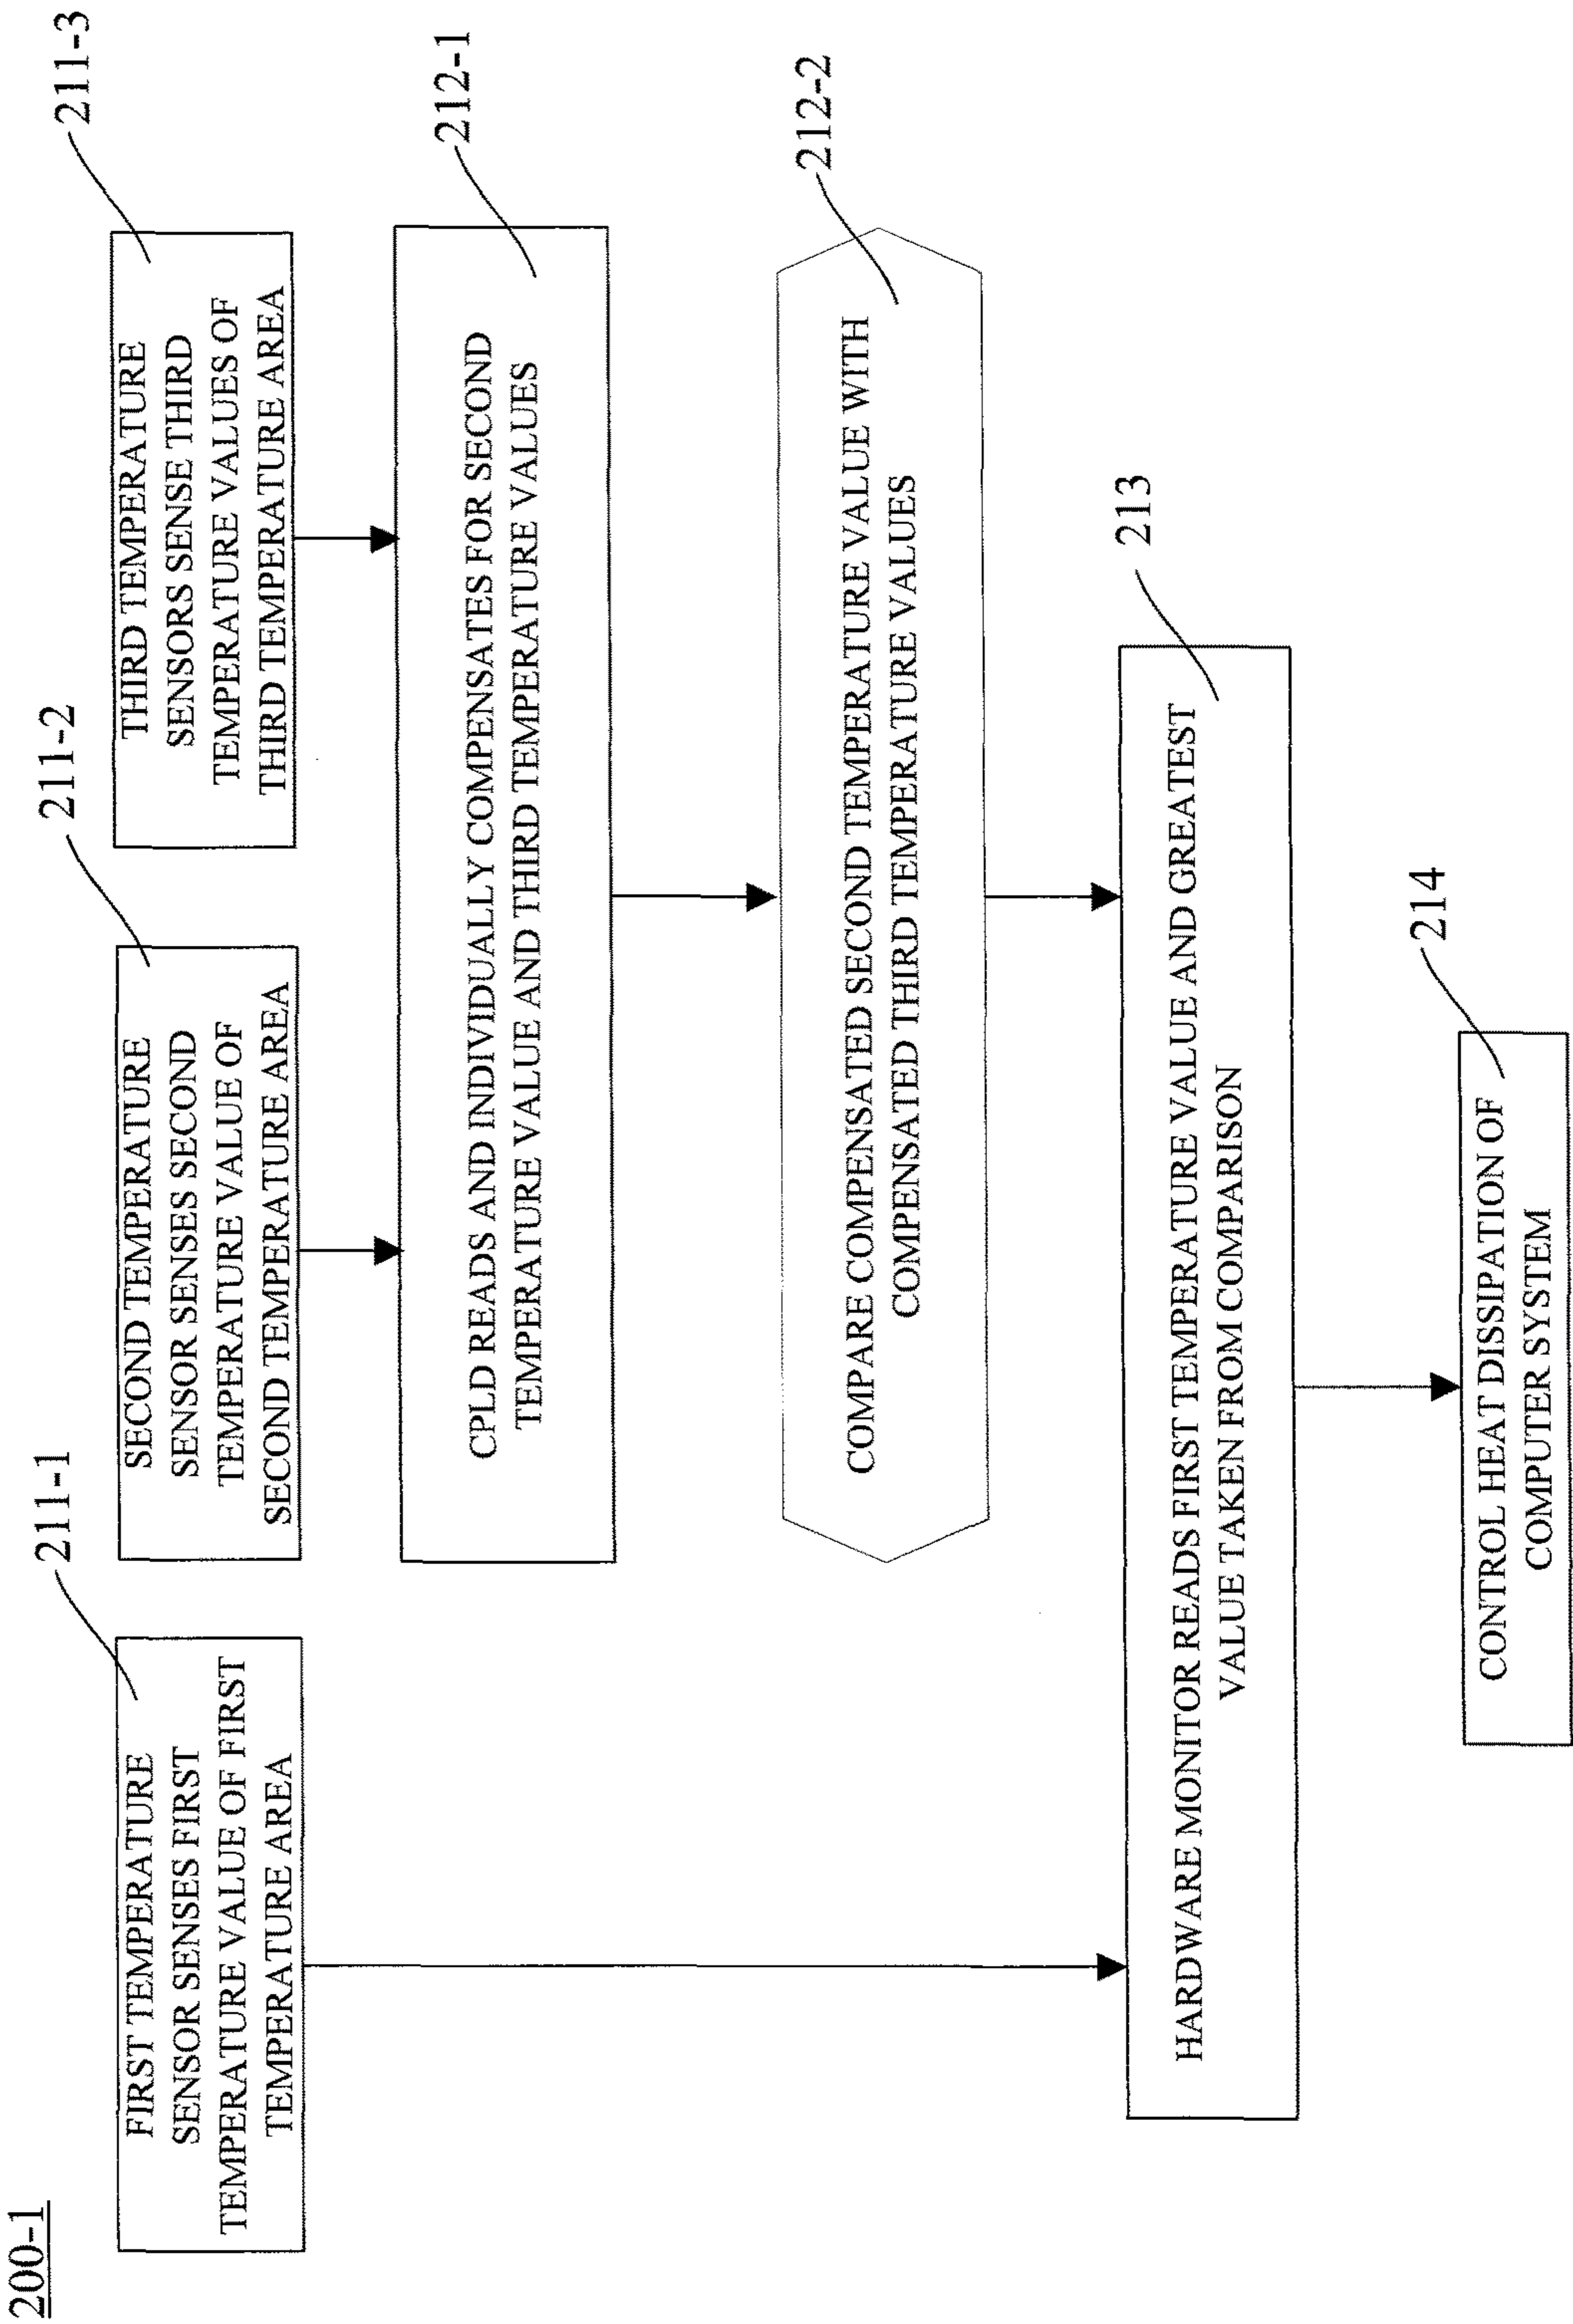 200-1
211-1
FIRST TEMPERATURE
SENSOR SENSES FIRST
TEMPERATURE VALUE OF FIRST
TEMPERATURE AREA
211-2
SECOND TEMPERATURE
SENSOR SENSES SECOND
TEMPERATURE VALUE OF
SECOND TEMPERATURE AREA
211-3
THIRD TEMPERATURE
SENSORS SENSE THIRD
TEMPERATURE VALUES OF
THIRD TEMPERATURE AREA
212-1
CPLD READS AND INDIVIDUALLY COMPENSATES FOR SECOND
TEMPERATURE VALUE AND THIRD TEMPERATURE VALUES
212-2
COMPARE COMPENSATED SECOND TEMPERATURE VALUE WITH
COMPENSATED THIRD TEMPERATURE VALUES
213
HARDWARE MONITOR READS FIRST TEMPERATURE VALUE AND GREATEST
VALUE TAKEN FROM COMPARISON
214
CONTROL HEAT DISSIPATION OF
COMPUTER SYSTEM